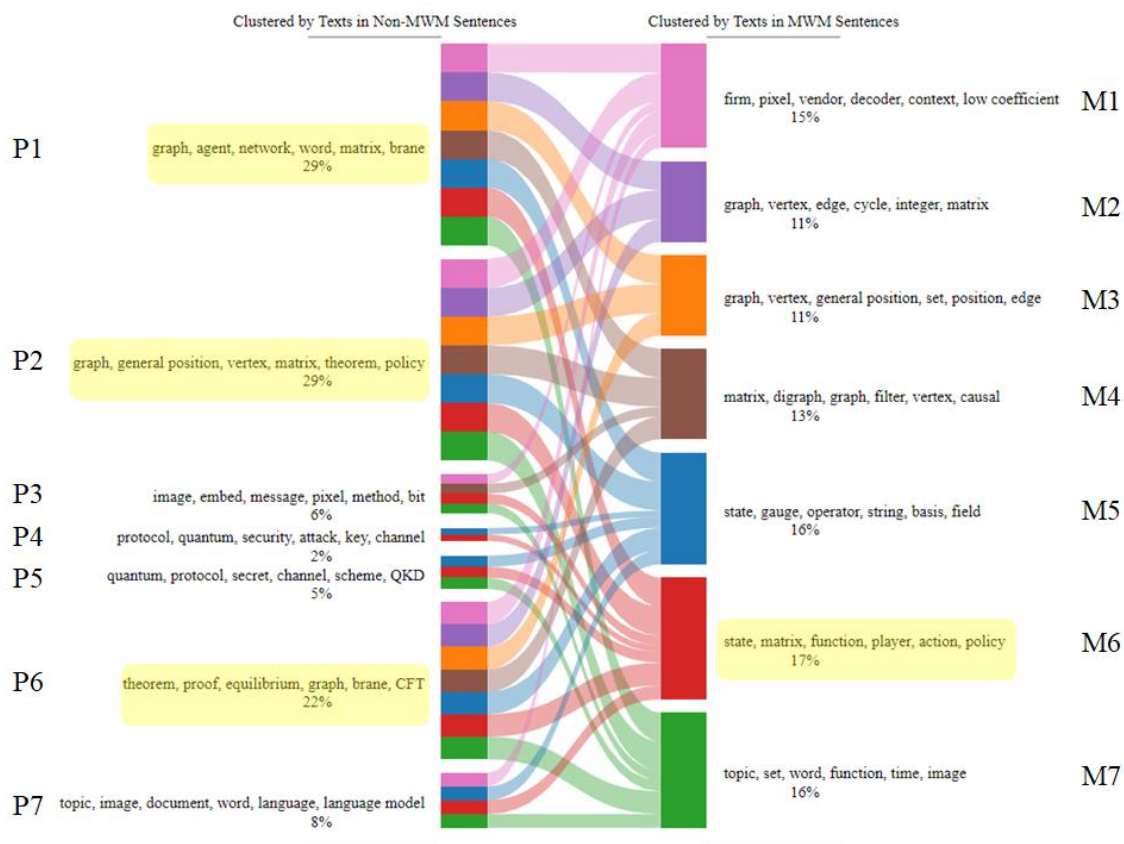 Clustered by Texts in Non-MWM Sentences
Clustered by Texts in MWM Sentences
P1
graph, agent, network, word, matrix, brane
29%
P2
graph, general position, vertex, matrix, theorem, policy
29%
P3
image, embed, message, pixel, method, bit
6%
P4
protocol, quantum, security, attack, key, channel
2%
P5
quantum, protocol, secret, channel, scheme, QKD
5%
P6
theorem, proof, equilibrium, graph, brane, CFT
22%
P7
topic, image, document, word, language, language model
8%
firm, pixel, vendor, decoder, context, low coefficient
15%
M1
graph, vertex, edge, cycle, integer, matrix
11%
M2
graph, vertex, general position, set, position, edge
11%
M3
matrix, digraph, graph, filter, vertex, causal
13%
M4
state, gauge, operator, string, basis, field
16%
M5
state, matrix, function, player, action, policy
17%
M6
topic, set, word, function, time, image
16%
M7